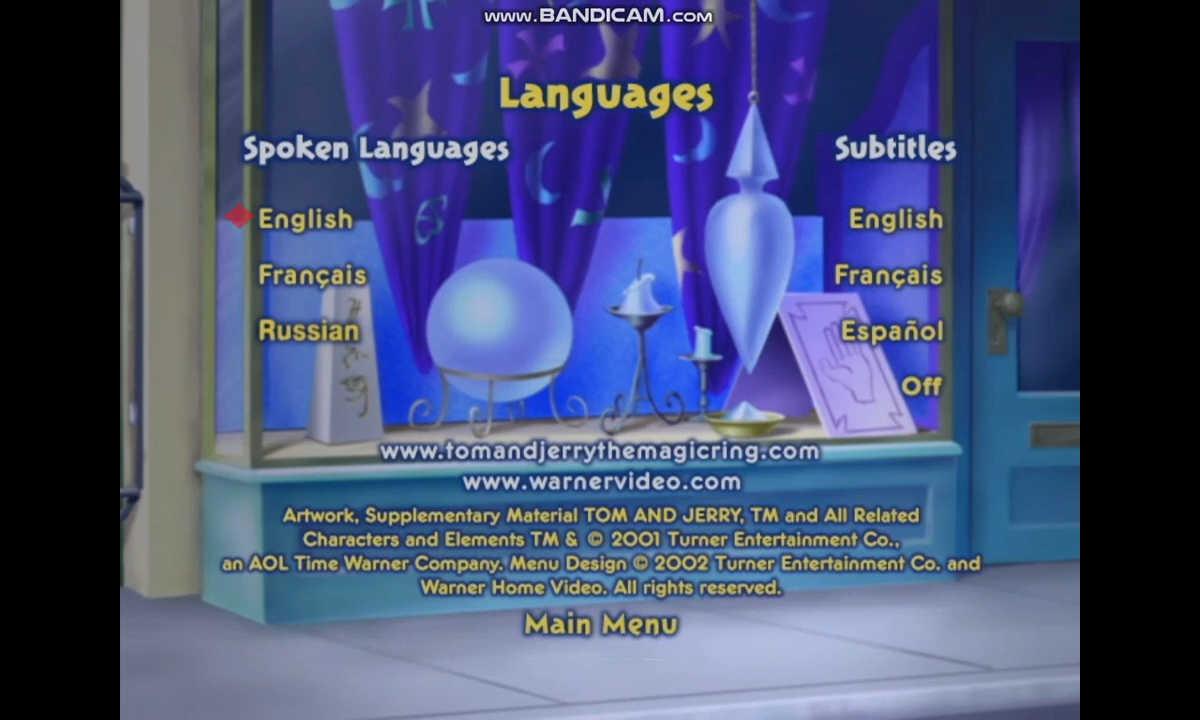 www.BANDICAM.com
Languages
Spoken Languages
Subtitles
English
English
Français
Français
Russian
Español
Off
www.tomandjerrythemagicring.com
www.warnervideo.com
Artwork, Supplementary Material TOM AND JERRY, TM and All Related
Characters and Elements TM & © 2001 Turner Entertainment Co.,
an AOL Time Warner Company. Menu Design © 2002 Turner Entertainment Co. and
Warner Home Video. All rights reserved.
Main Menu